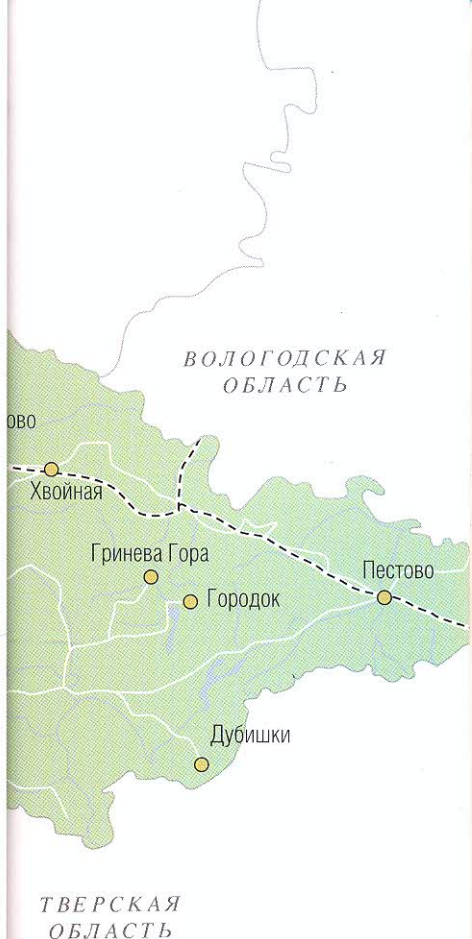 ВОЛОГОДСКАЯ
ОБЛАСТЬ
ово
Хвойная
Гринева Гора
Пестово
Городок
Дубишки
ТВЕРСКАЯ
ОБЛАСТЬ